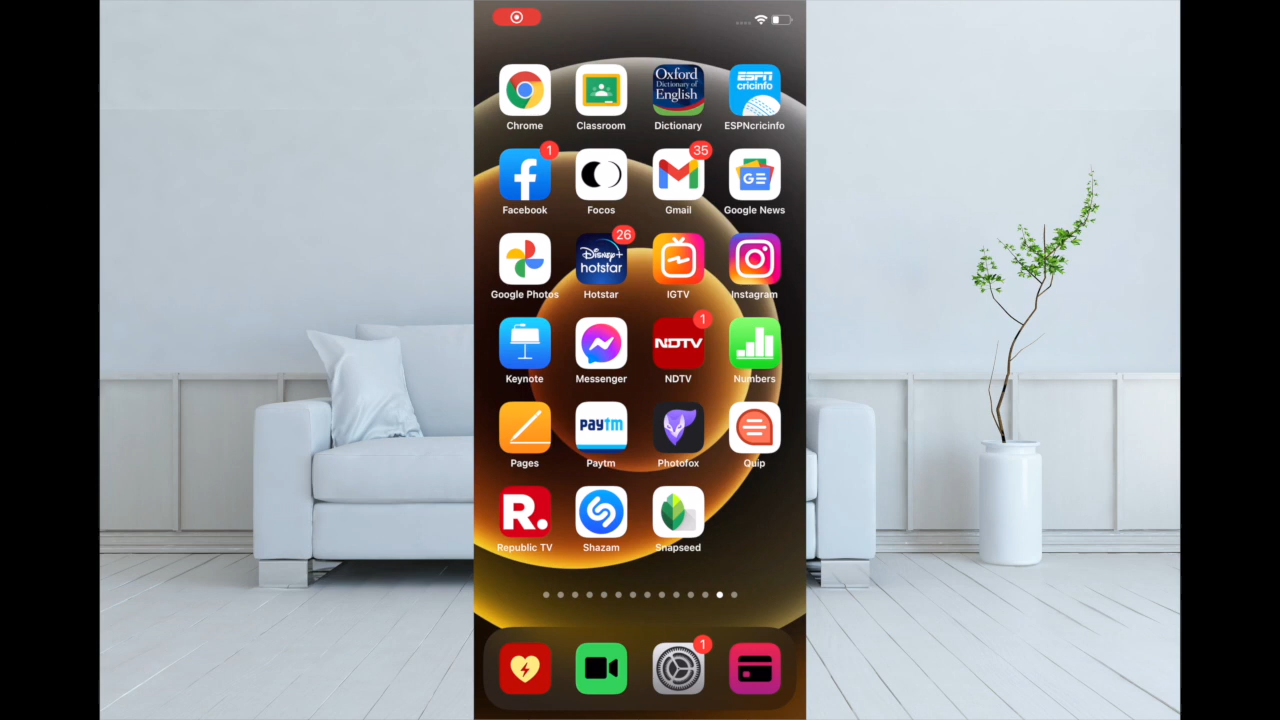 Oxford
Dictionary of
English
ESPN
cricinfo
Chrome
Classroom
Dictionary
ESPNcricinfo
1
35
GE
Facebook
Focos
Gmail
Google News
26
Disney+
hotstar
Google Photos
Hotstar
IGTV
Instagram
1
NDTV
Keynote
Messenger
NDTV
Numbers
paytm
Pages
Paytm
Photofox
Quip
R.
Republic TV
Shazam
Snapseed
1